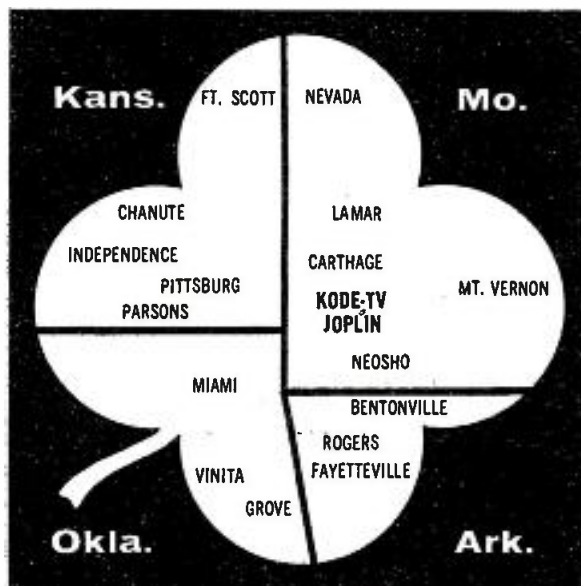 Kans.
Mo.
FT. SCOTT
NEVADA
CHANUTE
LAMAR
INDEPENDENCE
CARTHAGE
PITTSBURG
MT. VERNON
PARSONS
KODE-TV
JOPLIN
NEOSHO
MIAMI
BENTONVILLE
ROGERS
FAYETTEVILLE
VINITA
GROVE
Okla.
Ark.